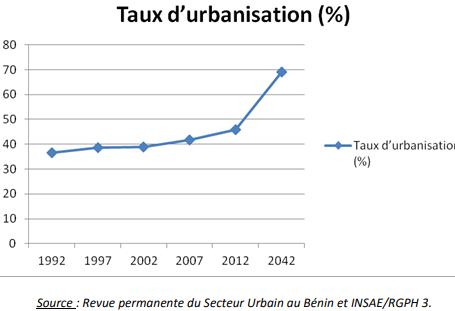 Taux d’urbanisation (%)
80
70
60
50
40
30
20
10
0
1992 1997 2002 2007 2012 2042
Taux d’urbanisation
(%)
Source : Revue permanente du Secteur Urbain au Bénin et INSAE/RGPH 3.